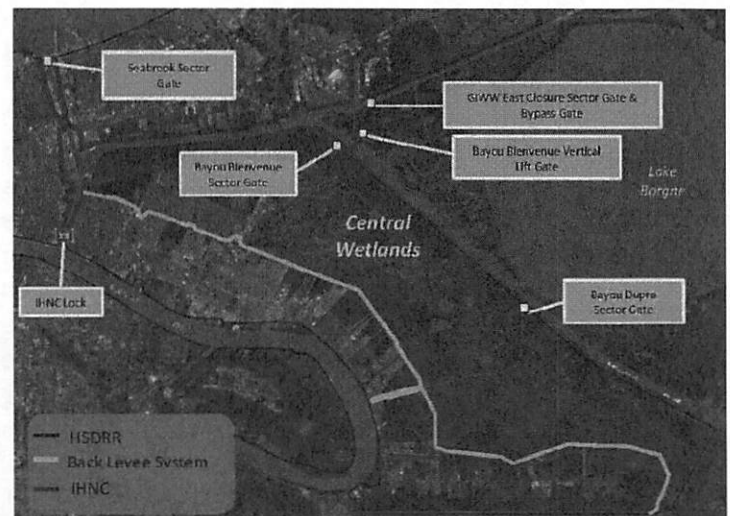 Seabrook Sector
Gate
GIWW East Closure Sector Gate &
Bypass Gate
Bayou Bienvenue
Sector Gate
Bayou Bienvenue Vertical
Lift Gate
Lake
Borgne
Central
Wetlands
IHNC Lock
Bayou Dupre
Sector Gate
HSDRR
Back Levee System
IHNC